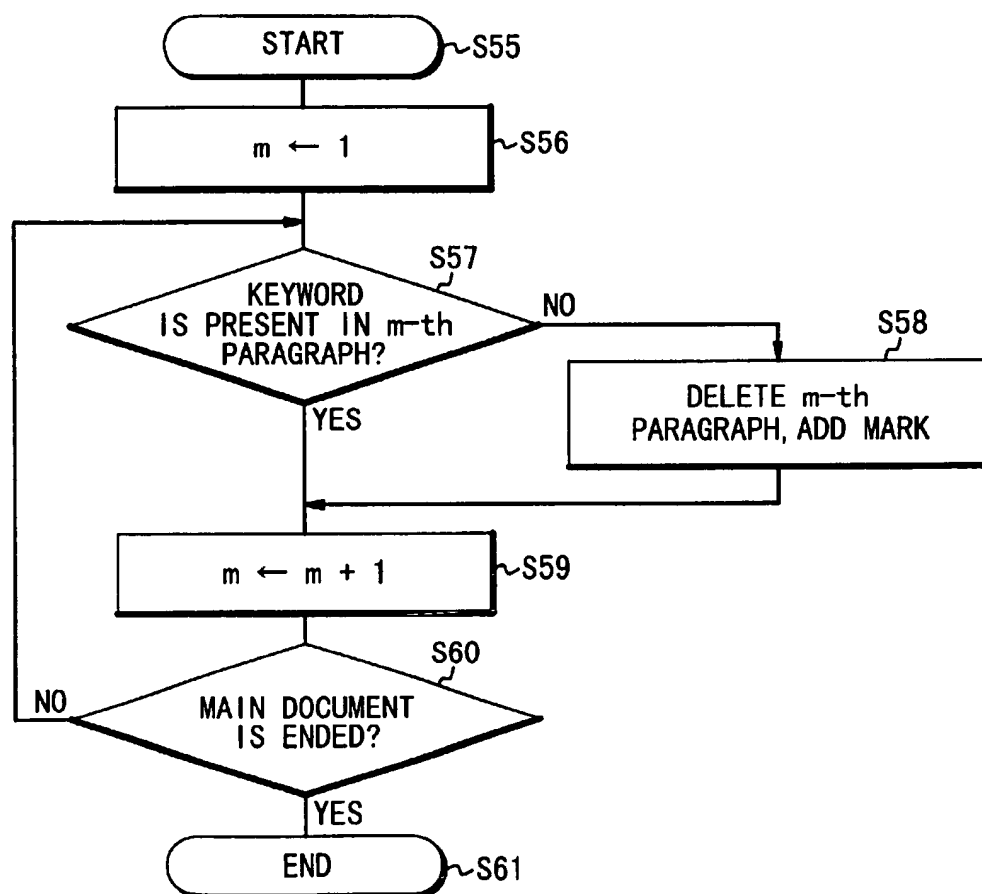 START
S55
m ← 1
S56
S57
KEYWORD
IS PRESENT IN m-th
PARAGRAPH?
NO
YES
S58
DELETE m-th
PARAGRAPH, ADD MARK
m ← m + 1
S59
S60
NO
MAIN DOCUMENT
IS ENDED?
YES
END
S61